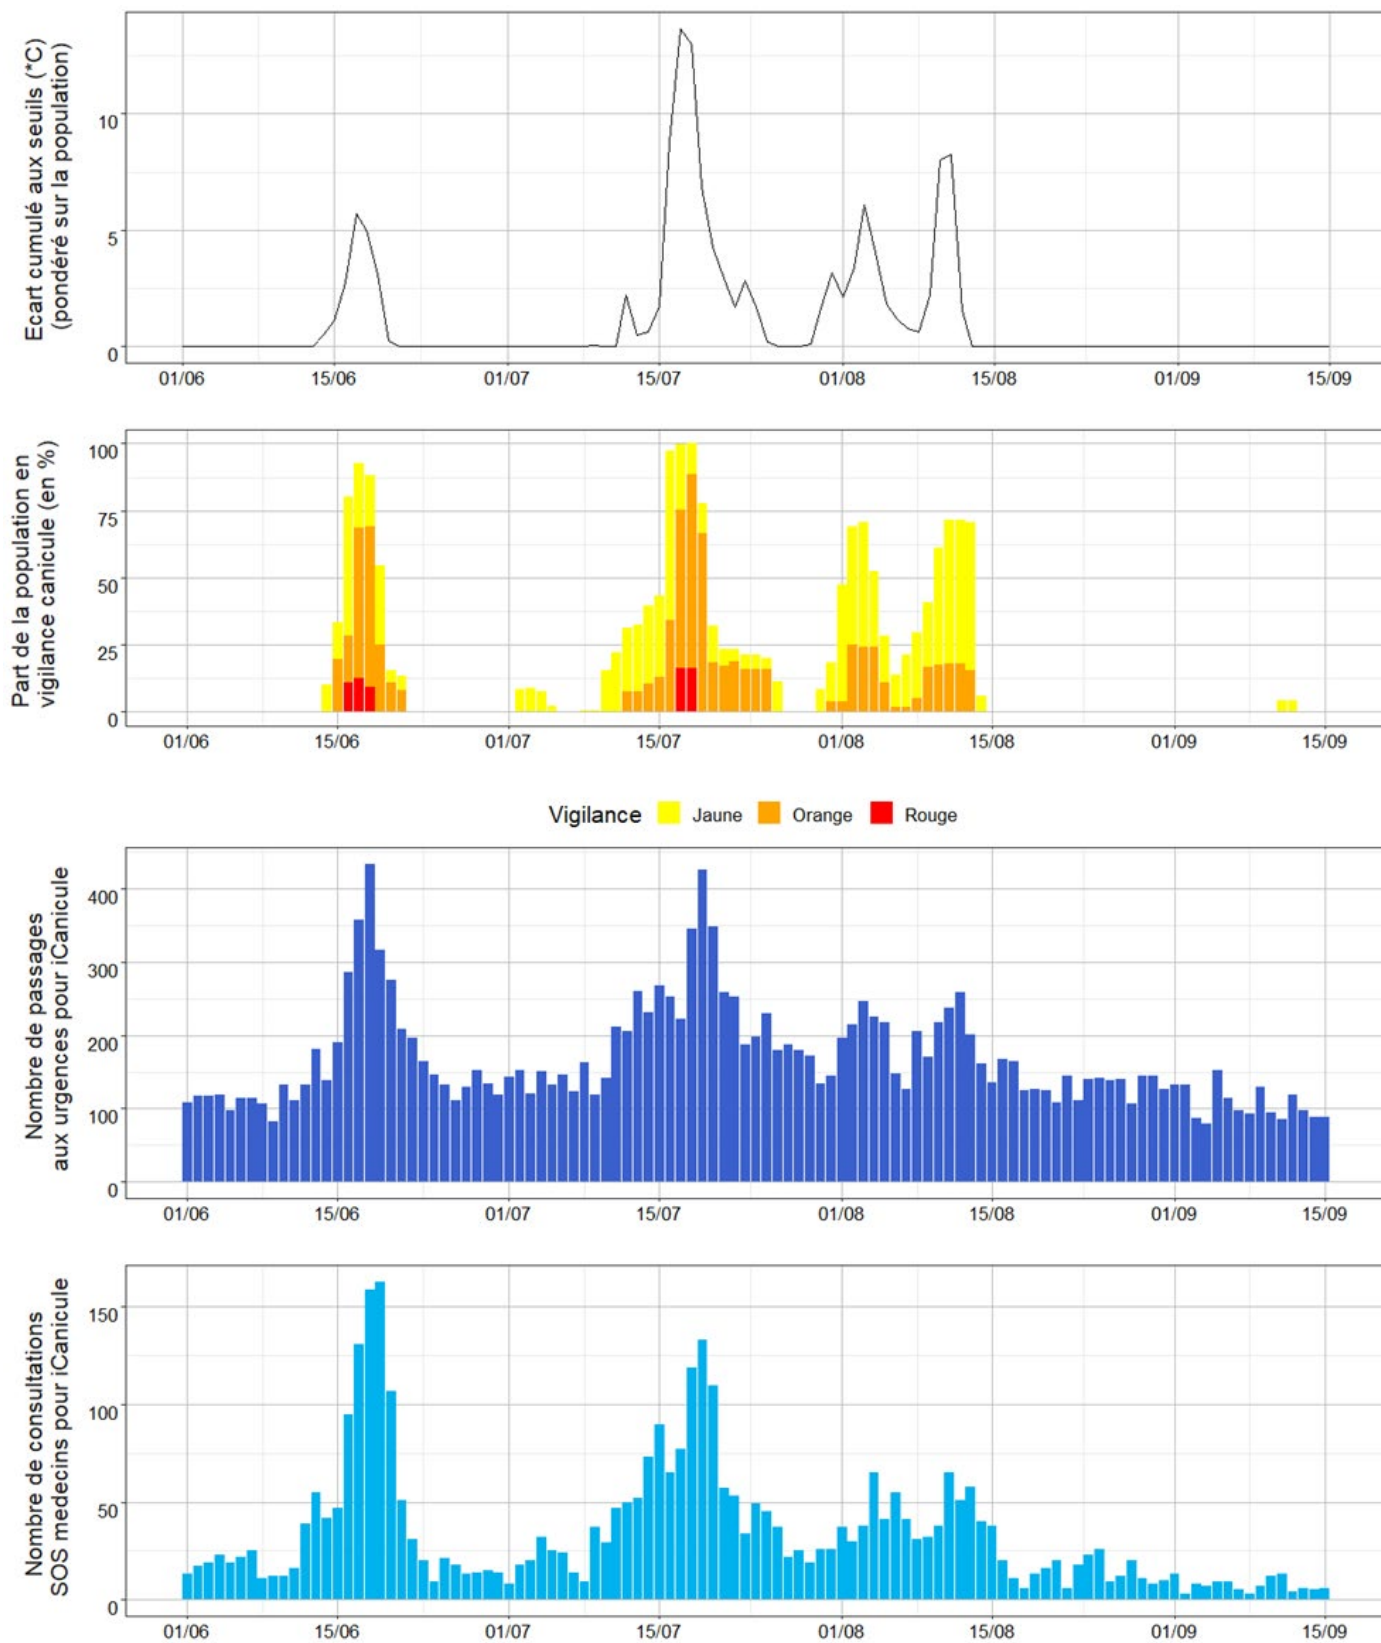 Ecart cumulé aux seuils (°C)
(pondéré sur la population)
10
5
0
01/06 15/06 01/07 15/07 01/08 15/08 01/09 15/09
Part de la population en
vigilance canicule (en %)
100
75
50
25
0
01/06 15/06 01/07 15/07 01/08 15/08 01/09 15/09
Vigilance Jaune Orange Rouge
Nombre de passages
aux urgences pour iCanicule
400
300
200
100
0
01/06 15/06 01/07 15/07 01/08 15/08 01/09 15/09
Nombre de consultations
SOS medecins pour iCanicule
150
100
50
0
01/06 15/06 01/07 15/07 01/08 15/08 01/09 15/09